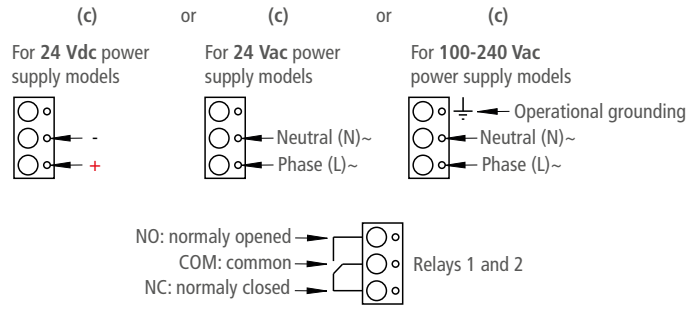 (c) or (c) or (c)
For 24 Vdc power
supply models
-
+
For 24 Vac power
supply models
Neutral (N)~
Phase (L)~
For 100-240 Vac
power supply models
Operational grounding
Neutral (N)~
Phase (L)~
NO: normaly opened
COM: common
NC: normaly closed
Relays 1 and 2